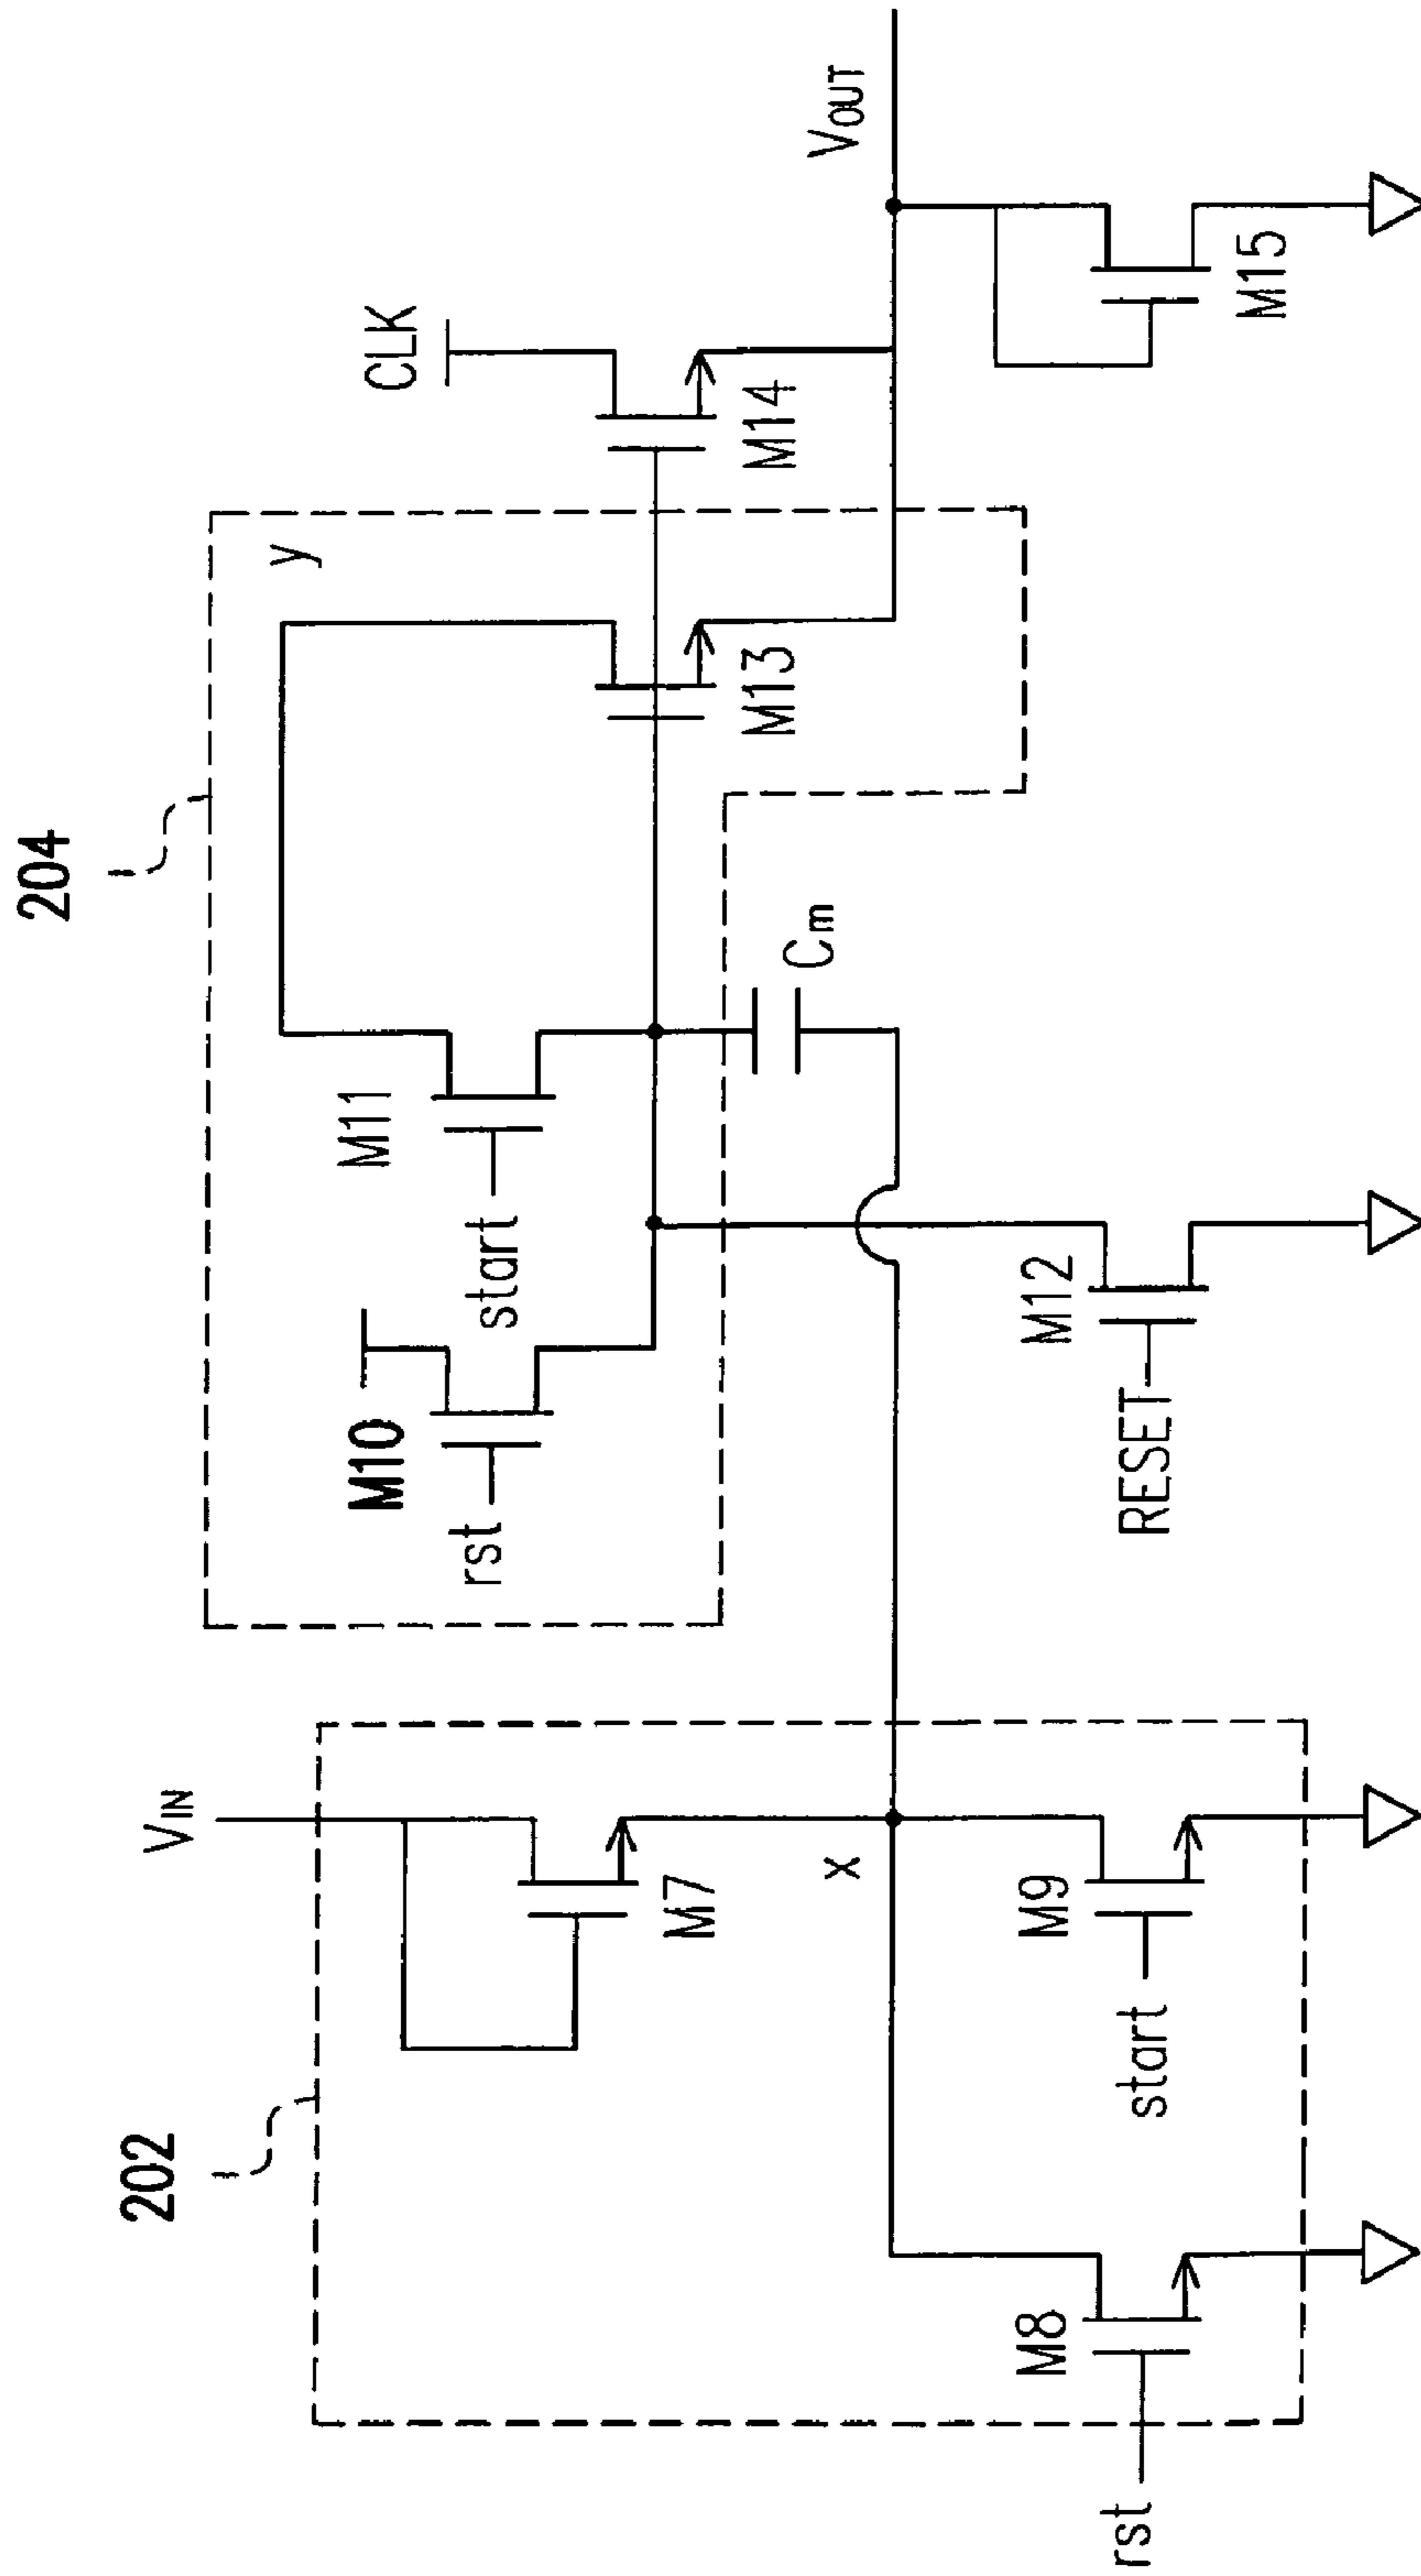 204
202
VIN
M7
x
M8
rst
M9
start
M10
rst
M11
start
y
Cm
M12
RESET
M13
M14
CLK
VOUT
M15